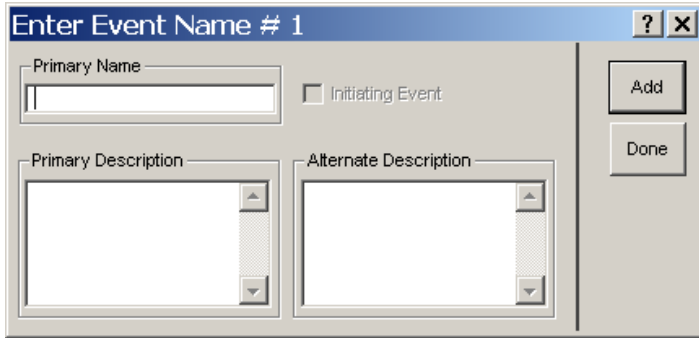 Enter Event Name # 1
Primary Name
Initiating Event
Add
Done
Primary Description
Alternate Description